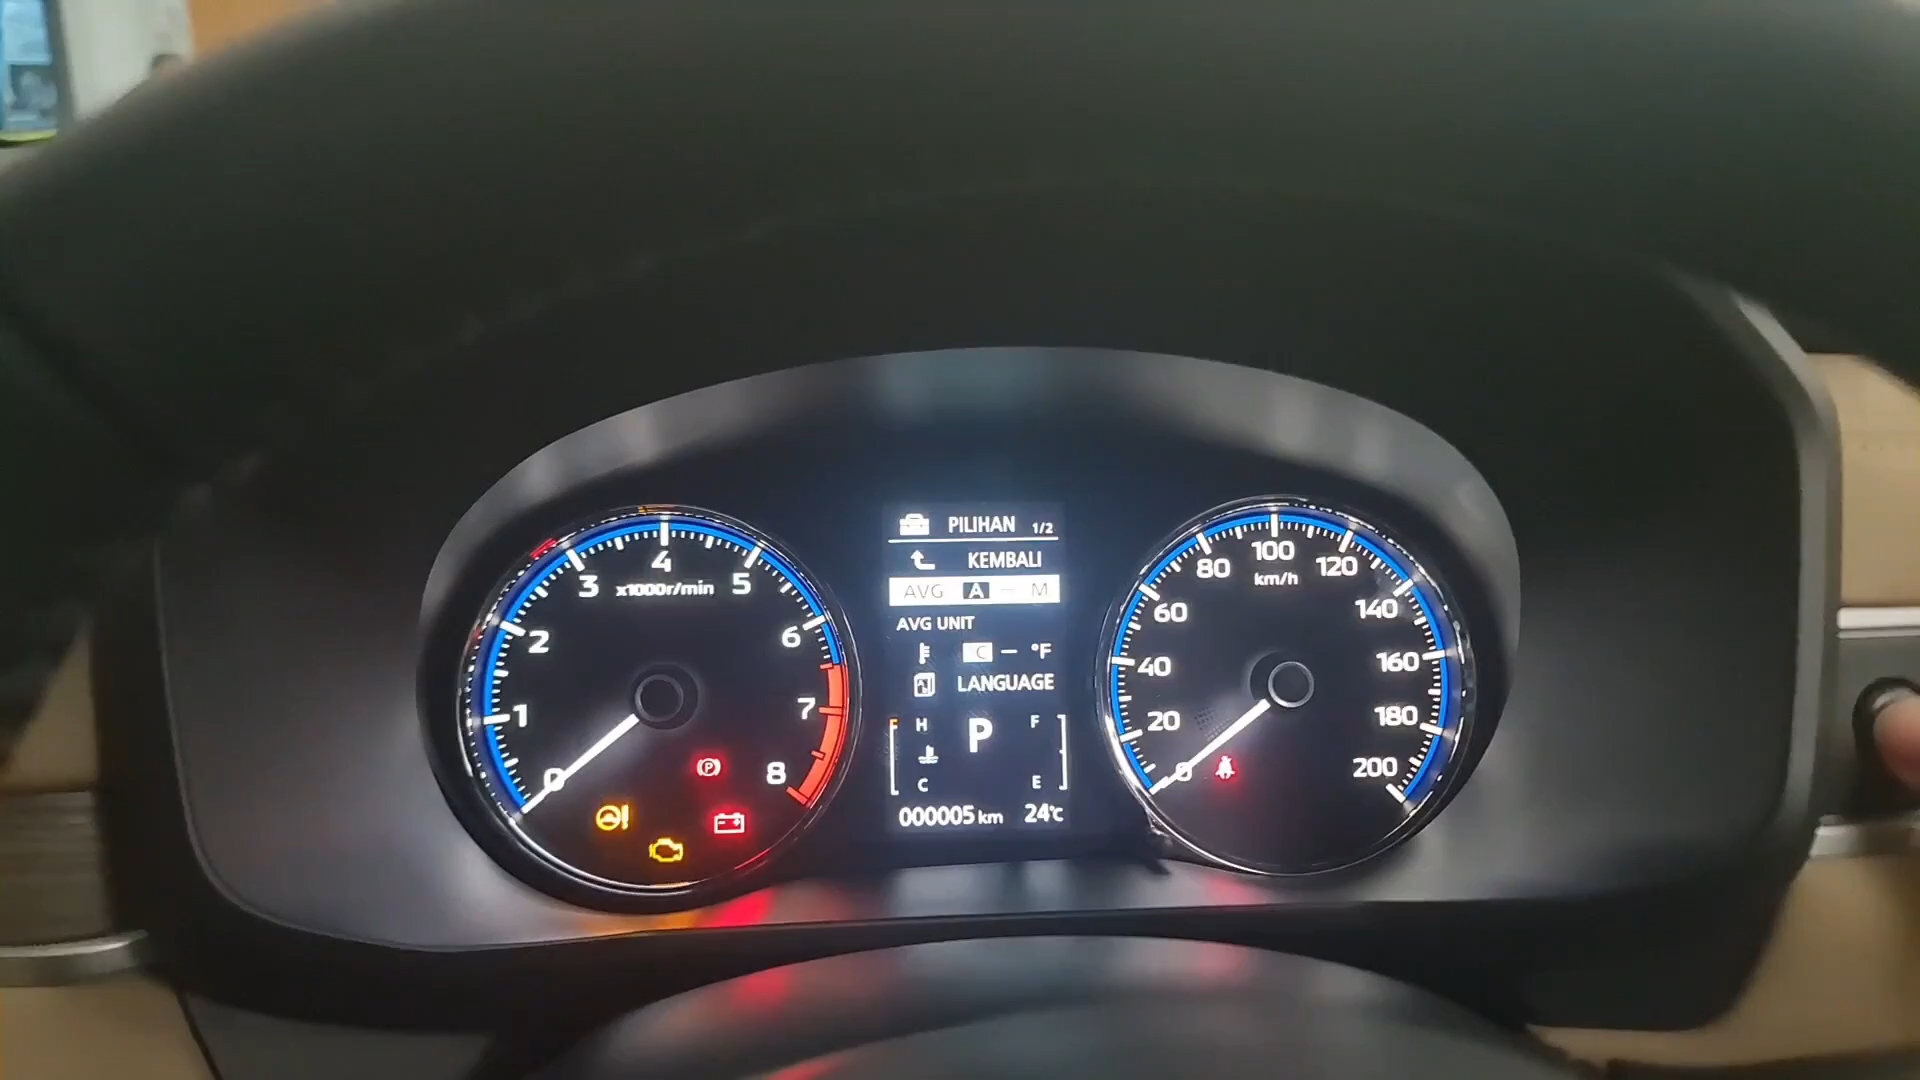 0
1
2
3
4
5
6
7
8
x1000r/min
P
PILIHAN 1/2
KEMBALI
AVG A — M
AVG UNIT
C — °F
LANGUAGE
H
P
F
C
E
000005 km 24°C
0
20
40
60
80
100
120
140
160
180
200
km/h